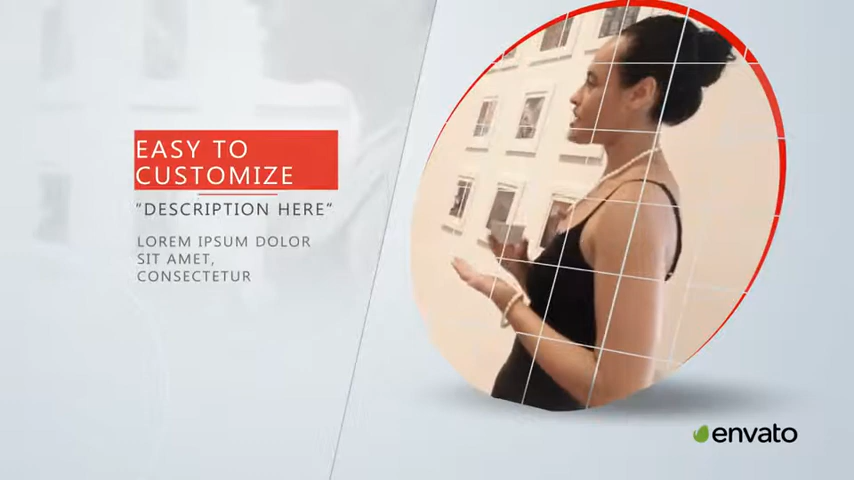 EASY TO
CUSTOMIZE
"DESCRIPTION HERE"
LOREM IPSUM DOLOR
SIT AMET,
CONSECTETUR
envato